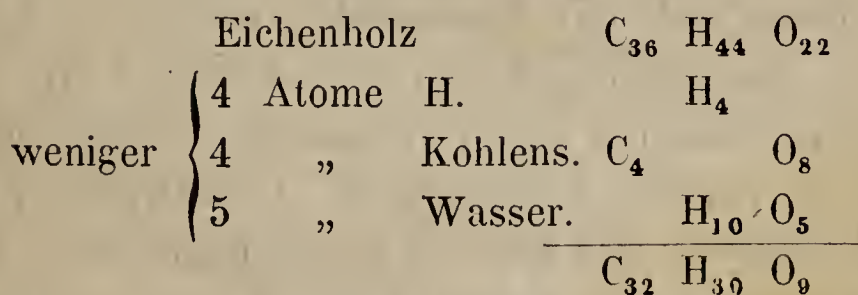 Eichenholz C₃₆ H₄₄ O₂₂
4 Atome H. H₄
weniger 4 „ Kohlens. C₄ O₈
5 „ Wasser. H₁₀ O₅
C₃₂ H₃₀ O₉